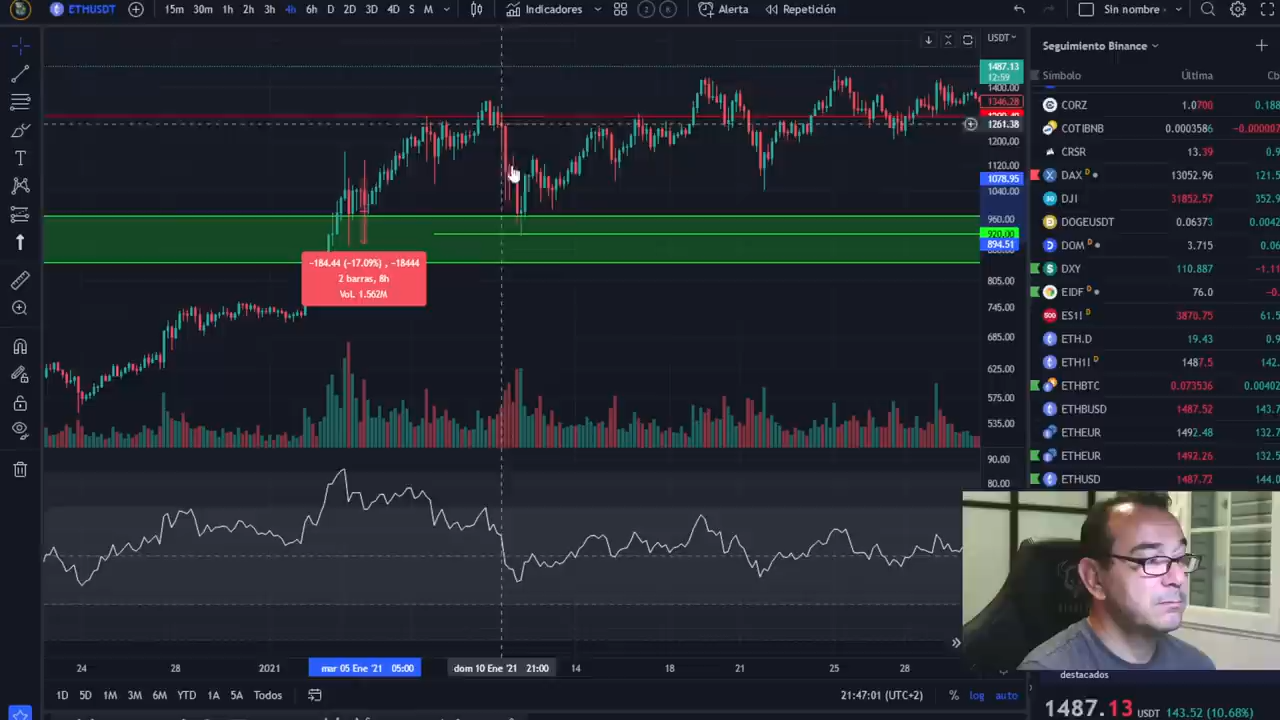 ETHUSDT 15m 30m 1h 2h 3h 4h 6h D 2D 3D 4D S M Indicadores 2 8 Alerta Repetición Sin nombre
USDT
Seguimiento Binance
1487.13
12:59
Símbolo Última
1400.00
1346.28
CORZ 1.0700 0.188
1261.38
COTIBNB 0.0003586
1200.00
CRSR 13.39 0.9
1120.00
1078.95
DAX D 13052.96 121.5
1040.00
DJI 31852.57 352.9
960.00
DOGEUSDT 0.06373 0.0042
920.00
894.51
DOM D 3.715 0.06
-184.44 (-17.09%) , -18444
2 barras, 8h
Vol. 1.562M
DXY 110.887 -1.11
805.00
EIDF D 76.0
745.00
ES1! D 3870.75 61.5
685.00
ETH.D 19.43 0.9
625.00
ETH1! D 1487.5 142.
575.00
ETHBTC 0.073536 0.00402
535.00
ETHBUSD 1487.52 143.7
ETHEUR 1492.48 132.7
90.00
ETHEUR 1492.26 132.5
80.00
ETHUSD 1487.72 144.0
24 28 2021 mar 05 Ene '21 05:00 dom 10 Ene '21 21:00 14 18 21 25 28
destacados
1D 5D 1M 3M 6M YTD 1A 5A Todos 21:47:01 (UTC+2) % log auto
1487.13 USDT 143.52 (10.68%)